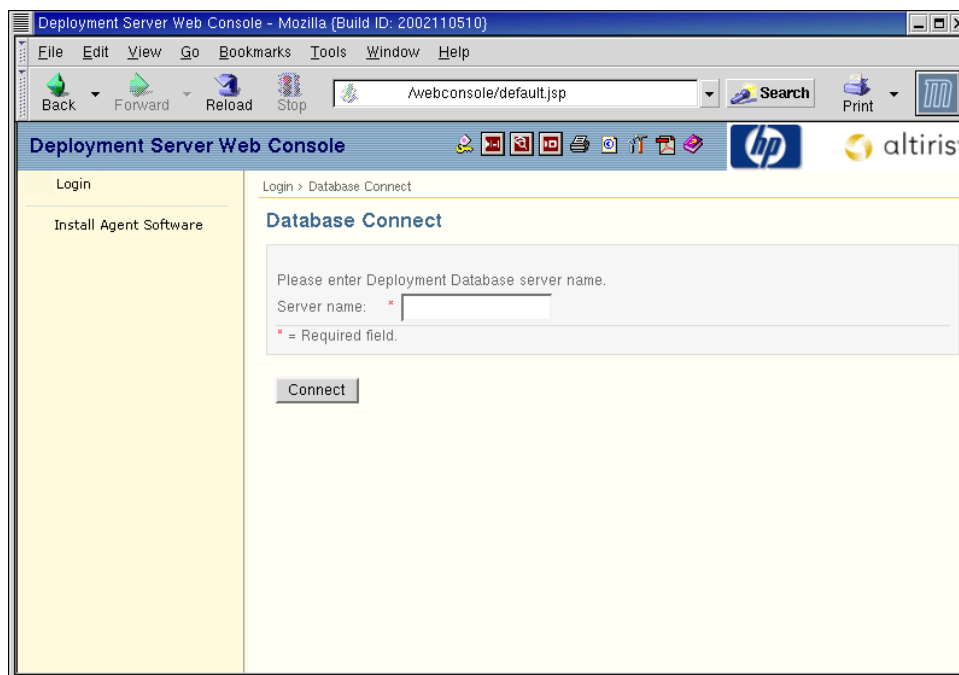 Deployment Server Web Console - Mozilla {Build ID: 2002110510}
File Edit View Go Bookmarks Tools Window Help
Back Forward Reload Stop /webconsole/default.jsp Search Print
Deployment Server Web Console hp altiris
Login
Install Agent Software
Login > Database Connect
Database Connect
Please enter Deployment Database server name.
Server name: *
* = Required field.
Connect